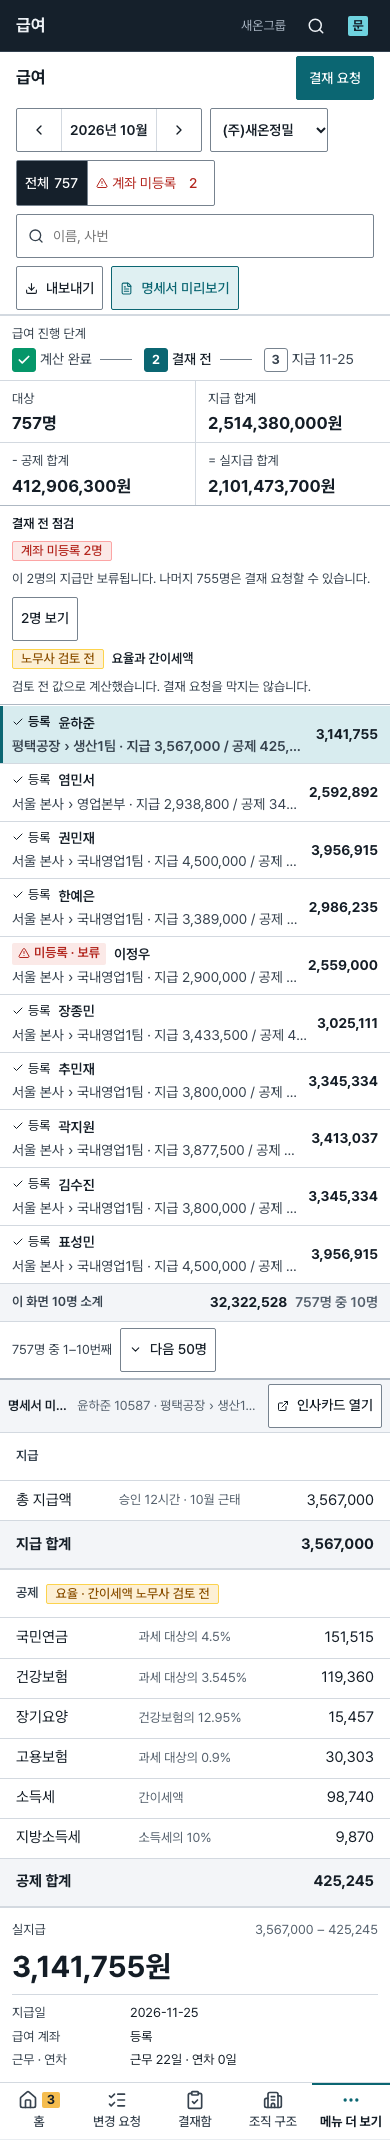 급여 새온그룹 문
급여 결재 요청
2026년 10월 (주)새온정밀
전체 757 계좌 미등록 2
이름, 사번
내보내기 명세서 미리보기
급여 진행 단계
계산 완료 2 결재 전 3 지급 11-25
대상 지급 합계
757명 2,514,380,000원
- 공제 합계 = 실지급 합계
412,906,300원 2,101,473,700원
결재 전 점검
계좌 미등록 2명
이 2명의 지급만 보류됩니다. 나머지 755명은 결재 요청할 수 있습니다.
2명 보기
노무사 검토 전 요율과 간이세액
검토 전 값으로 계산했습니다. 결재 요청을 막지는 않습니다.
등록 윤하준 3,141,755
평택공장 › 생산1팀 · 지급 3,567,000 / 공제 425,...
등록 염민서 2,592,892
서울 본사 › 영업본부 · 지급 2,938,800 / 공제 34...
등록 권민재 3,956,915
서울 본사 › 국내영업1팀 · 지급 4,500,000 / 공제 ...
등록 한예은 2,986,235
서울 본사 › 국내영업1팀 · 지급 3,389,000 / 공제 ...
미등록 · 보류 이정우 2,559,000
서울 본사 › 국내영업1팀 · 지급 2,900,000 / 공제 ...
등록 장종민 3,025,111
서울 본사 › 국내영업1팀 · 지급 3,433,500 / 공제 4...
등록 추민재 3,345,334
서울 본사 › 국내영업1팀 · 지급 3,800,000 / 공제 ...
등록 곽지원 3,413,037
서울 본사 › 국내영업1팀 · 지급 3,877,500 / 공제 ...
등록 김수진 3,345,334
서울 본사 › 국내영업1팀 · 지급 3,800,000 / 공제 ...
등록 표성민 3,956,915
서울 본사 › 국내영업1팀 · 지급 4,500,000 / 공제 ...
이 화면 10명 소계 32,322,528 757명 중 10명
757명 중 1–10번째 다음 50명
명세서 미... 윤하준 10587 · 평택공장 › 생산1... 인사카드 열기
지급
총 지급액 승인 12시간 · 10월 근태 3,567,000
지급 합계 3,567,000
공제 요율 · 간이세액 노무사 검토 전
국민연금 과세 대상의 4.5% 151,515
건강보험 과세 대상의 3.545% 119,360
장기요양 건강보험의 12.95% 15,457
고용보험 과세 대상의 0.9% 30,303
소득세 간이세액 98,740
지방소득세 소득세의 10% 9,870
공제 합계 425,245
실지급 3,567,000 − 425,245
3,141,755원
지급일 2026-11-25
급여 계좌 등록
근무 · 연차 근무 22일 · 연차 0일
3
홈 변경 요청 결재함 조직 구조 메뉴 더 보기